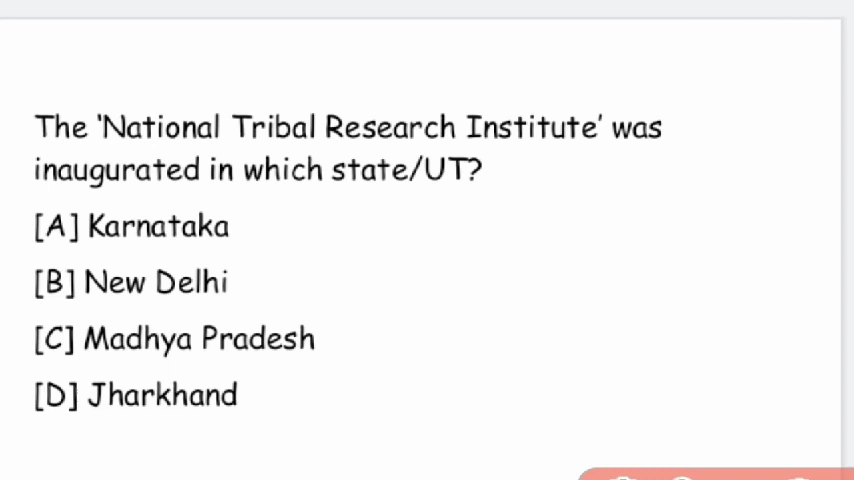 The 'National Tribal Research Institute' was
inaugurated in which state/UT?
[A] Karnataka
[B] New Delhi
[C] Madhya Pradesh
[D] Jharkhand